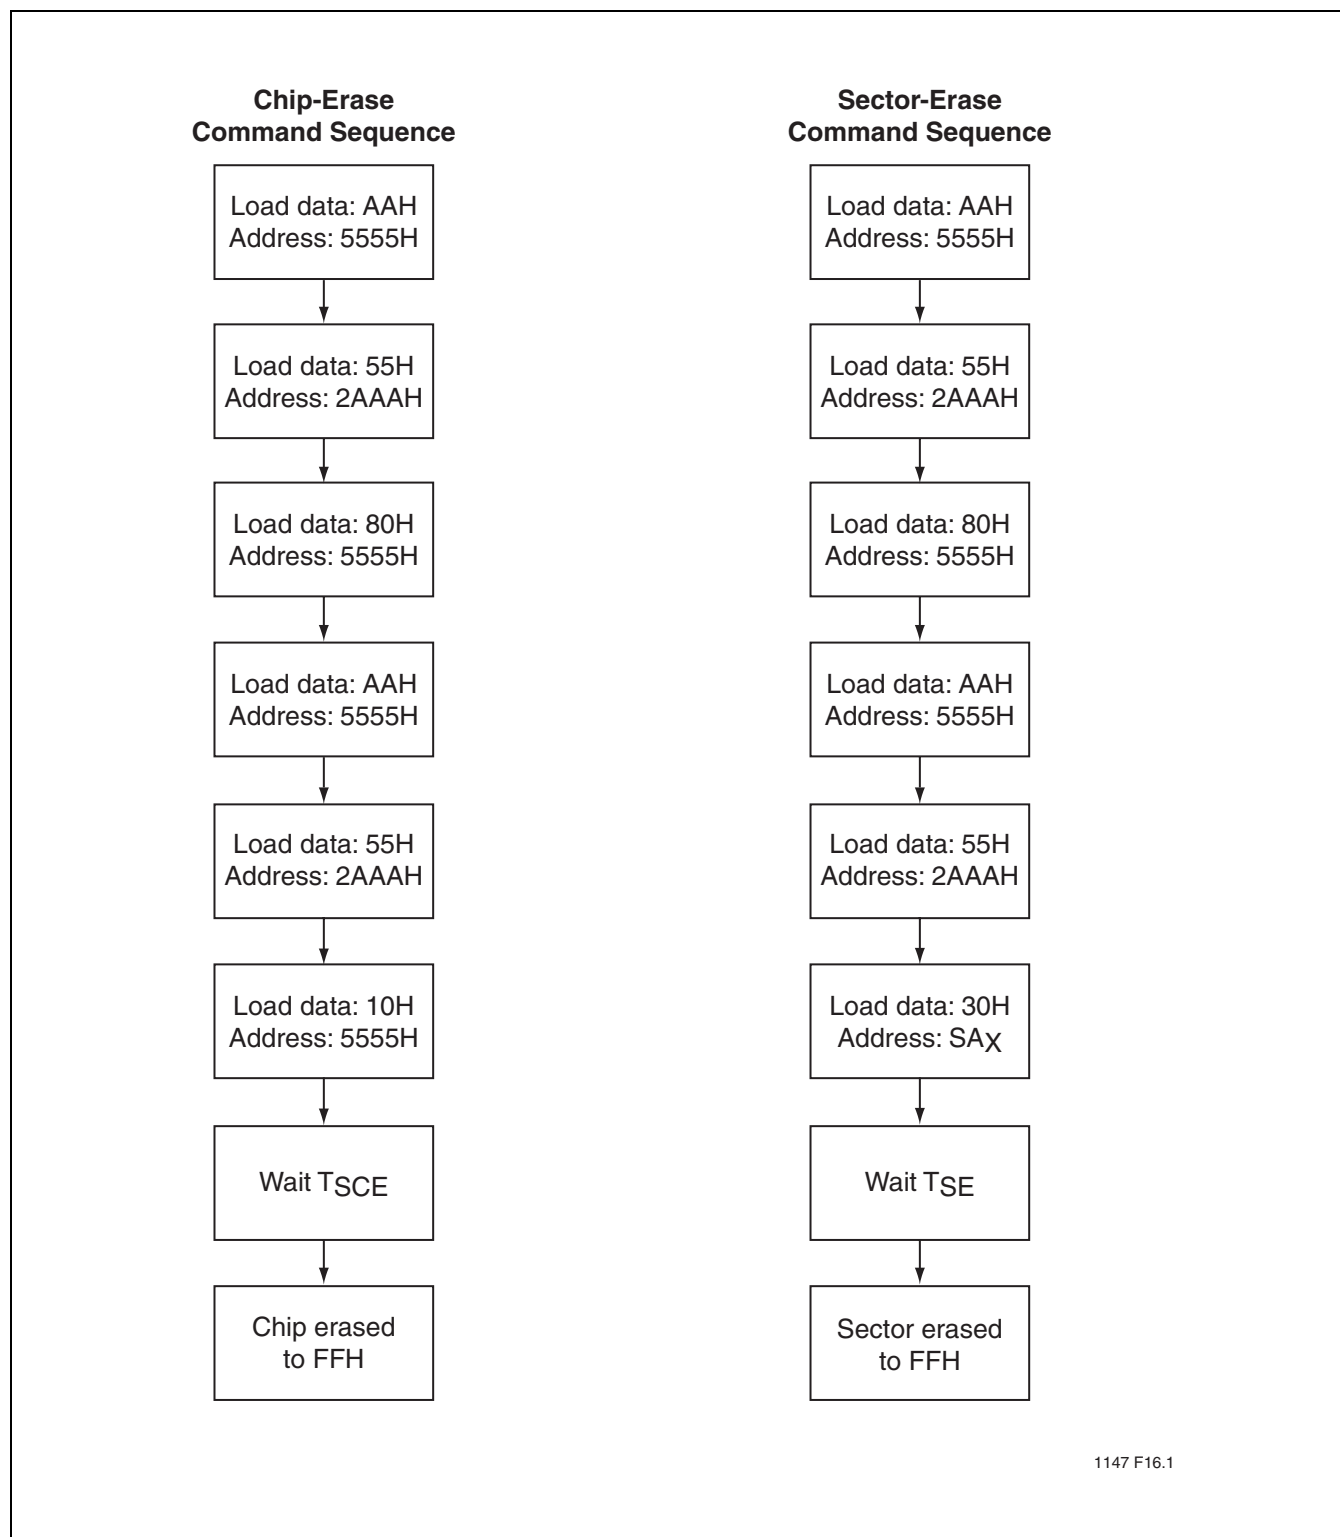 Chip-Erase
Command Sequence
Load data: AAH
Address: 5555H
Load data: 55H
Address: 2AAAH
Load data: 80H
Address: 5555H
Load data: AAH
Address: 5555H
Load data: 55H
Address: 2AAAH
Load data: 10H
Address: 5555H
Wait TSCE
Chip erased
to FFH
Sector-Erase
Command Sequence
Load data: AAH
Address: 5555H
Load data: 55H
Address: 2AAAH
Load data: 80H
Address: 5555H
Load data: AAH
Address: 5555H
Load data: 55H
Address: 2AAAH
Load data: 30H
Address: SAX
Wait TSE
Sector erased
to FFH
1147 F16.1